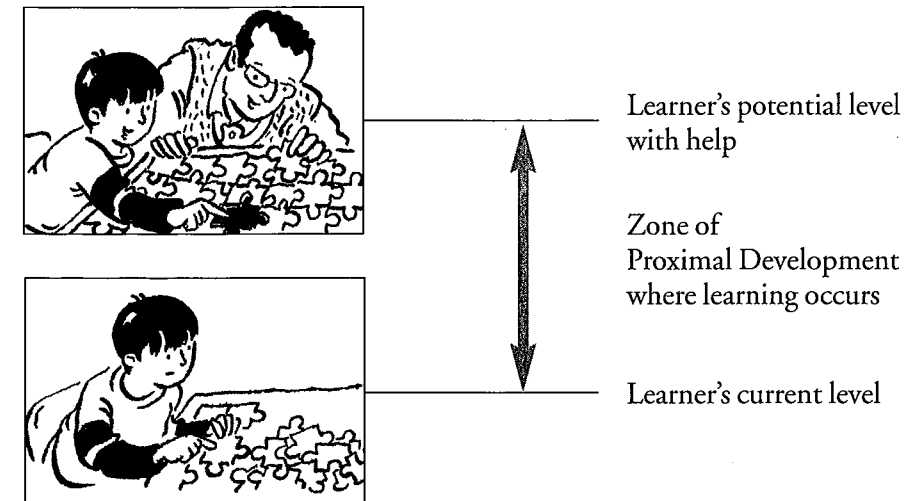 Learner's potential level
with help
Zone of
Proximal Development
where learning occurs
Learner's current level